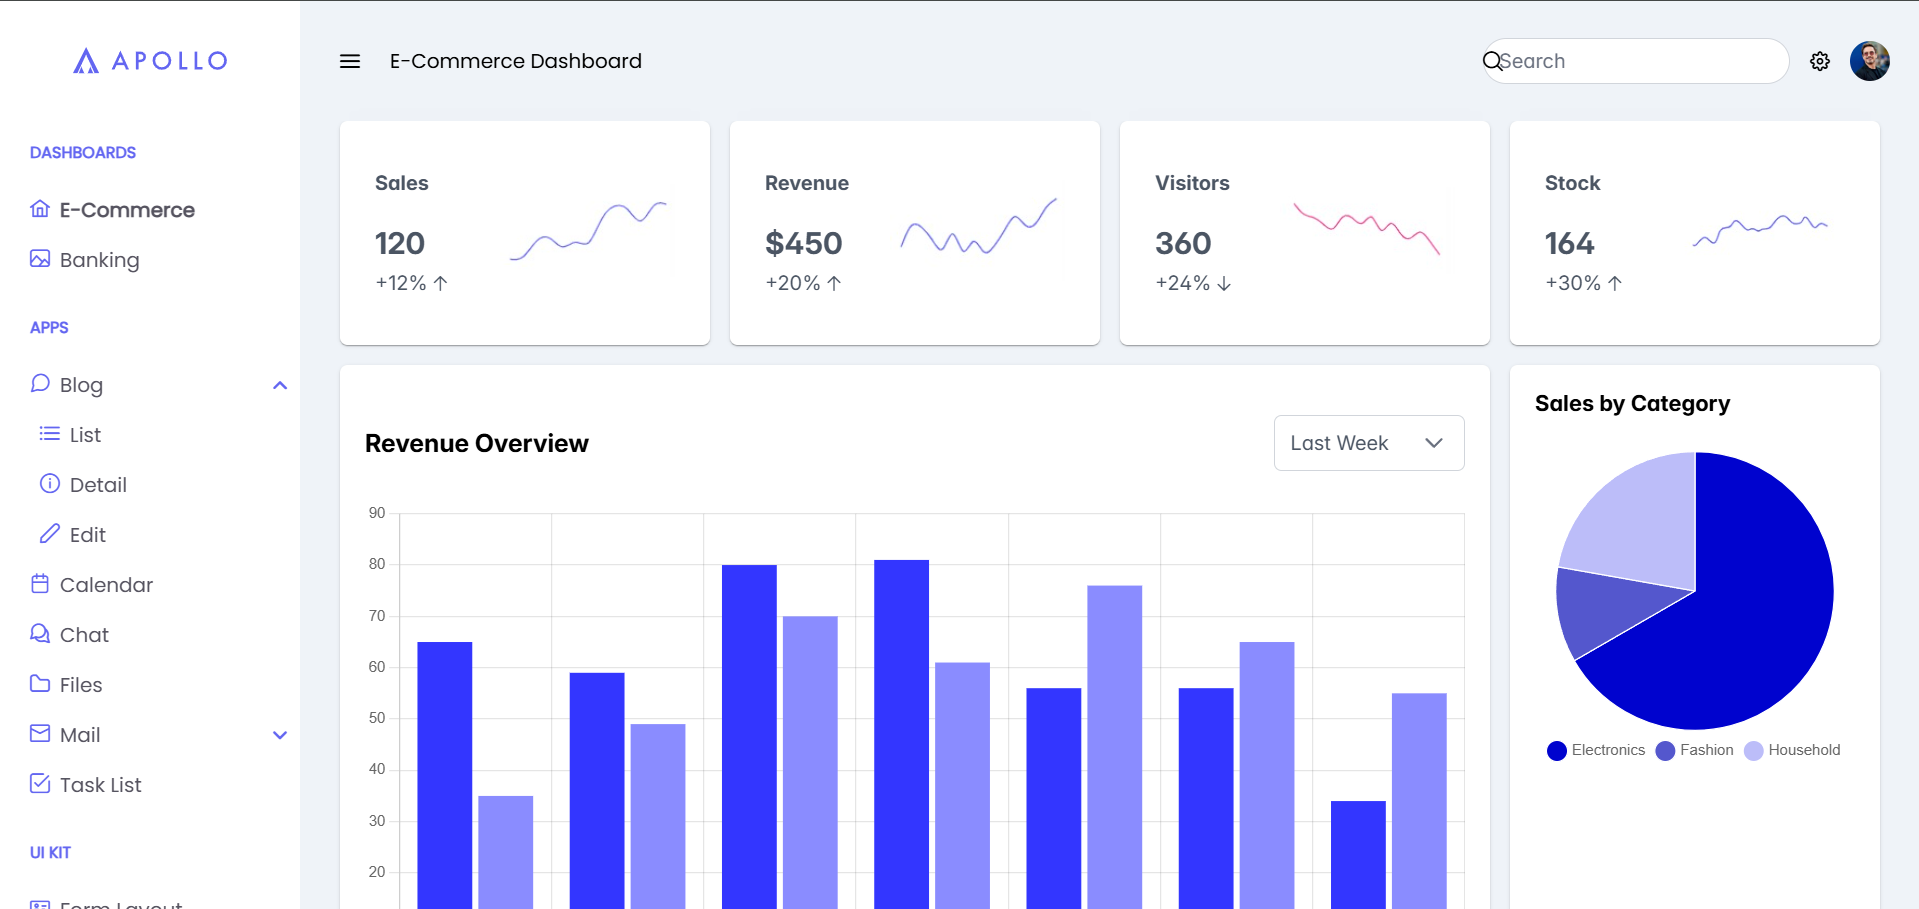 APOLLO
E-Commerce Dashboard
Search
DASHBOARDS
E-Commerce
Banking
APPS
Blog
List
Detail
Edit
Calendar
Chat
Files
Mail
Task List
UI KIT
Form Layout
Sales
120
+12%
Revenue
$450
+20%
Visitors
360
+24%
Stock
164
+30%
Revenue Overview
Last Week
90
80
70
60
50
40
30
20
Sales by Category
Electronics Fashion Household